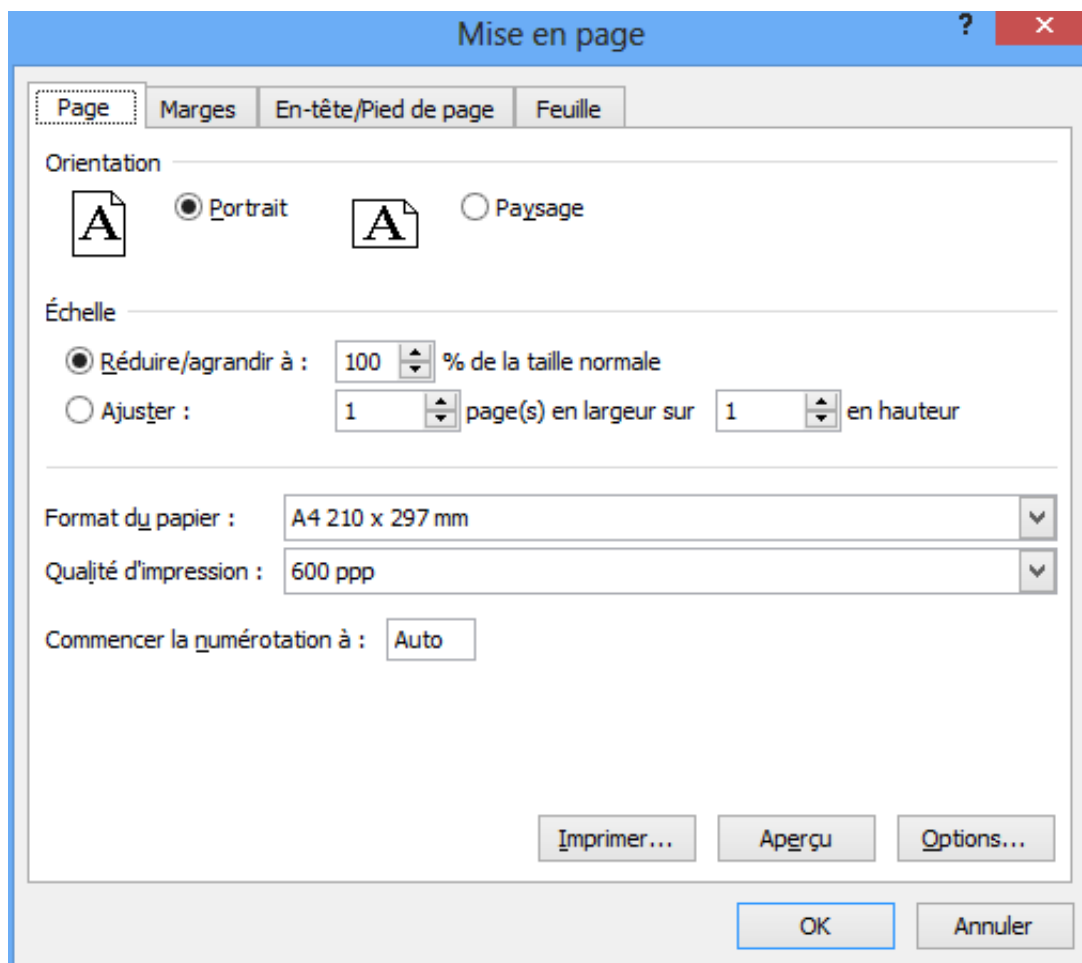 Mise en page
?
Page Marges En-tête/Pied de page Feuille
Orientation
A Portrait A Paysage
Échelle
Réduire/agrandir à : 100 % de la taille normale
Ajuster : 1 page(s) en largeur sur 1 en hauteur
Format du papier : A4 210 x 297 mm
Qualité d'impression : 600 ppp
Commencer la numérotation à : Auto
Imprimer... Aperçu Options...
OK Annuler